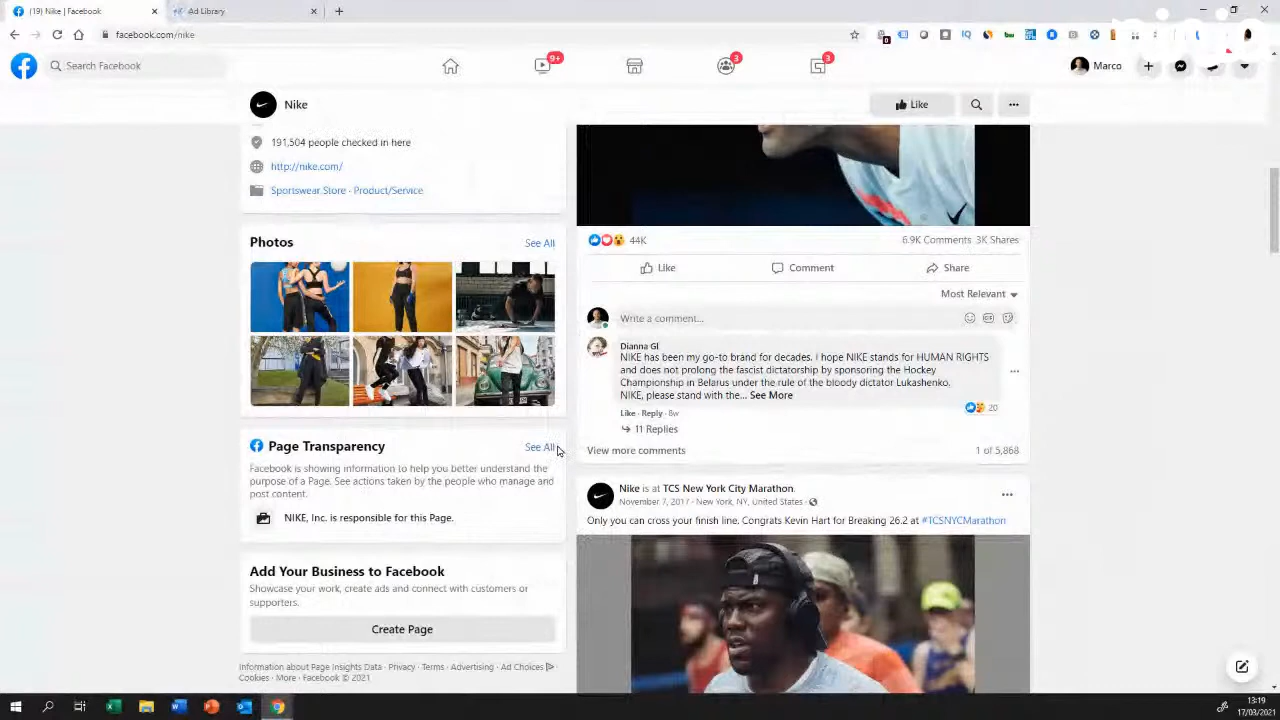 (19) Nike | Facebook
Ad Library
facebook.com/nike
Search Facebook
9+
3
3
Marco
Nike
Like
191,504 people checked in here
http://nike.com/
Sportswear Store · Product/Service
Photos
See All
Page Transparency
See All
Facebook is showing information to help you better understand the
purpose of a Page. See actions taken by the people who manage and
post content.
NIKE, Inc. is responsible for this Page.
Add Your Business to Facebook
Showcase your work, create ads and connect with customers or
supporters.
Create Page
Information about Page Insights Data · Privacy · Terms · Advertising · Ad Choices ·
Cookies · More · Facebook © 2021
44K
6.9K Comments 3K Shares
Like
Comment
Share
Most Relevant
Write a comment...
GIF
Dianna Gl
NIKE has been my go-to brand for decades. I hope NIKE stands for HUMAN RIGHTS
and does not prolong the fascist dictatorship by sponsoring the Hockey
Championship in Belarus under the rule of the bloody dictator Lukashenko.
NIKE, please stand with the... See More
20
Like · Reply · 8w
11 Replies
View more comments
1 of 5,868
Nike is at TCS New York City Marathon.
November 7, 2017 · New York, NY, United States ·
Only you can cross your finish line. Congrats Kevin Hart for Breaking 26.2 at #TCSNYCMarathon
13:19
17/03/2021